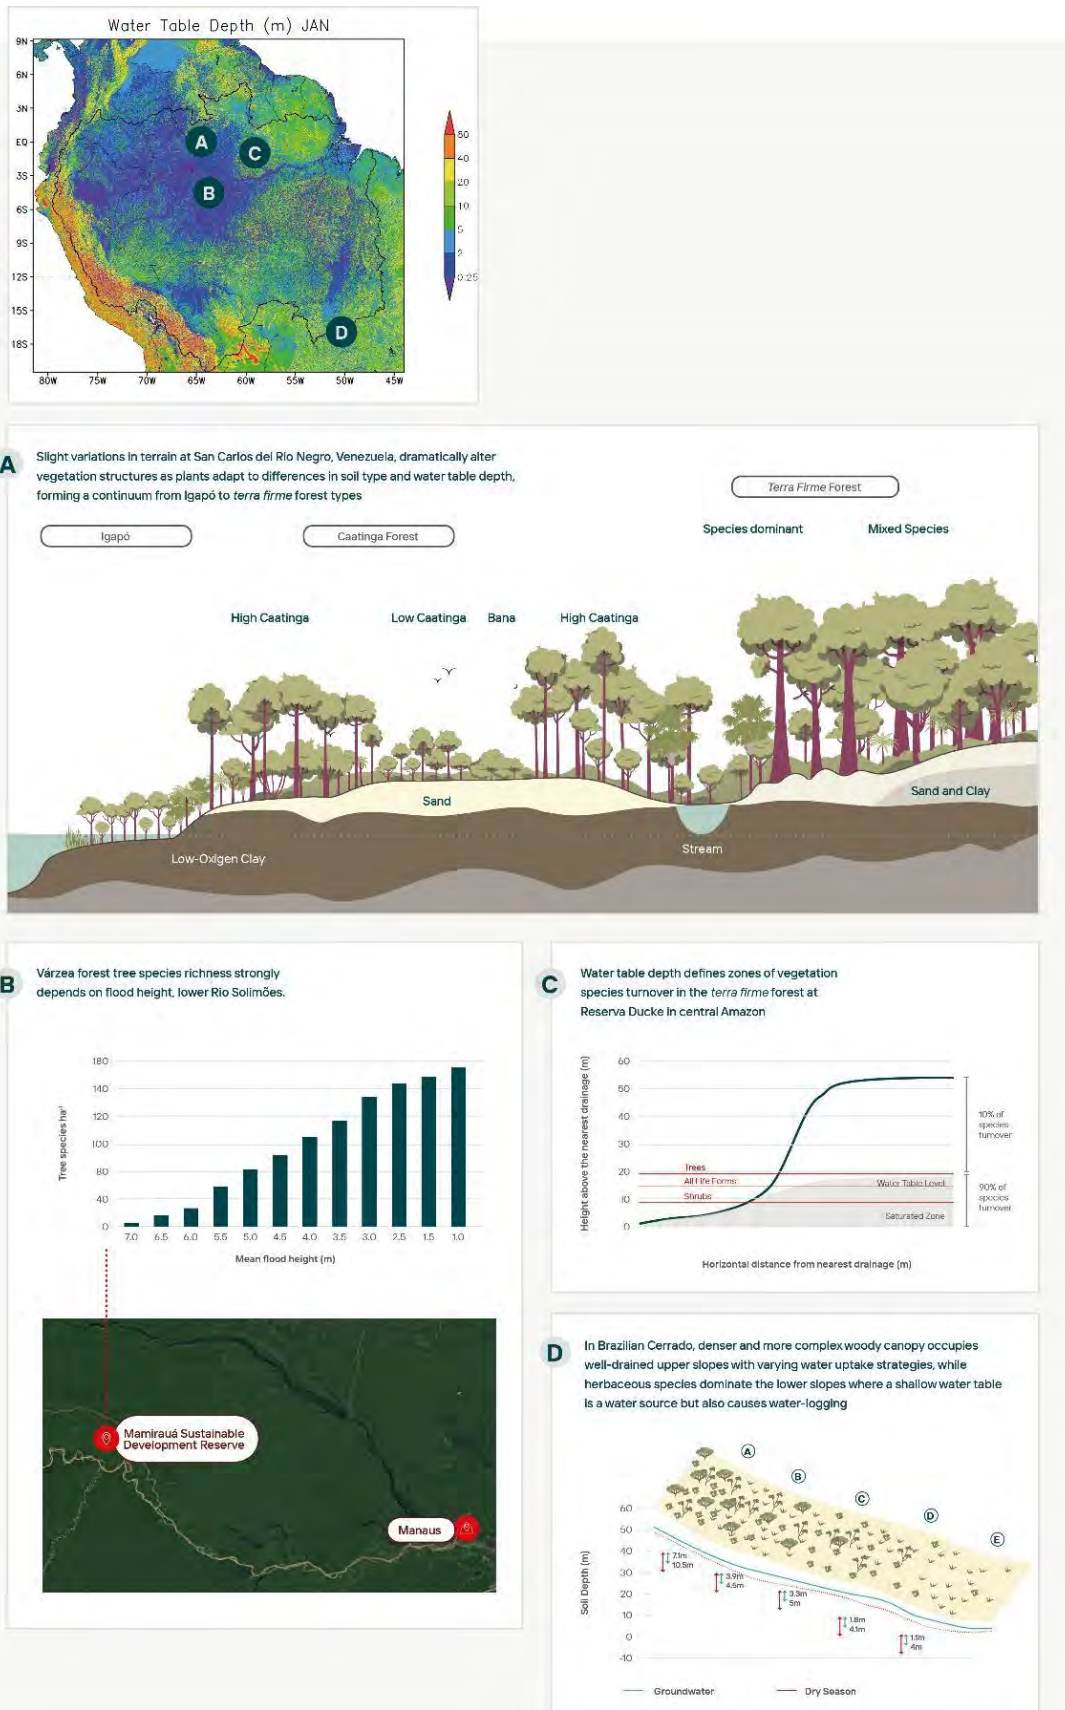 Water Table Depth (m) JAN
9N
6N
3N
EQ
3S
6S
9S
12S
15S
18S
80W 75W 70W 65W 60W 55W 50W 45W
A
B
C
D
40
20
10
5
2
0.25
A
Slight variations in terrain at San Carlos del Río Negro, Venezuela, dramatically alter
vegetation structures as plants adapt to differences in soil type and water table depth,
forming a continuum from Igapó to terra firme forest types
Igapó
Caatinga Forest
Terra Firme Forest
Species dominant
Mixed Species
High Caatinga
Low Caatinga
Bana
High Caatinga
Sand
Sand and Clay
Low-Oxigen Clay
Stream
B
Várzea forest tree species richness strongly
depends on flood height, lower Rio Solimões.
Tree species ha⁻¹
180
140
120
100
80
40
0
7.0 6.5 6.0 5.5 5.0 4.5 4.0 3.5 3.0 2.5 1.5 1.0
Mean flood height (m)
Mamirauá Sustainable
Development Reserve
Manaus
C
Water table depth defines zones of vegetation
species turnover in the terra firme forest at
Reserva Ducke in central Amazon
Height above the nearest drainage (m)
60
50
40
30
20
10
0
Trees
All Life Forms
Shrubs
Water Table Level
Saturated Zone
10% of
species
turnover
90% of
species
turnover
Horizontal distance from nearest drainage (m)
D
In Brazilian Cerrado, denser and more complex woody canopy occupies
well-drained upper slopes with varying water uptake strategies, while
herbaceous species dominate the lower slopes where a shallow water table
is a water source but also causes water-logging
A
B
C
D
E
Soil Depth (m)
60
50
40
30
20
10
0
-10
7.1m
10.5m
3.9m
4.5m
3.3m
5m
1.8m
4.1m
1.1m
4m
Groundwater
Dry Season